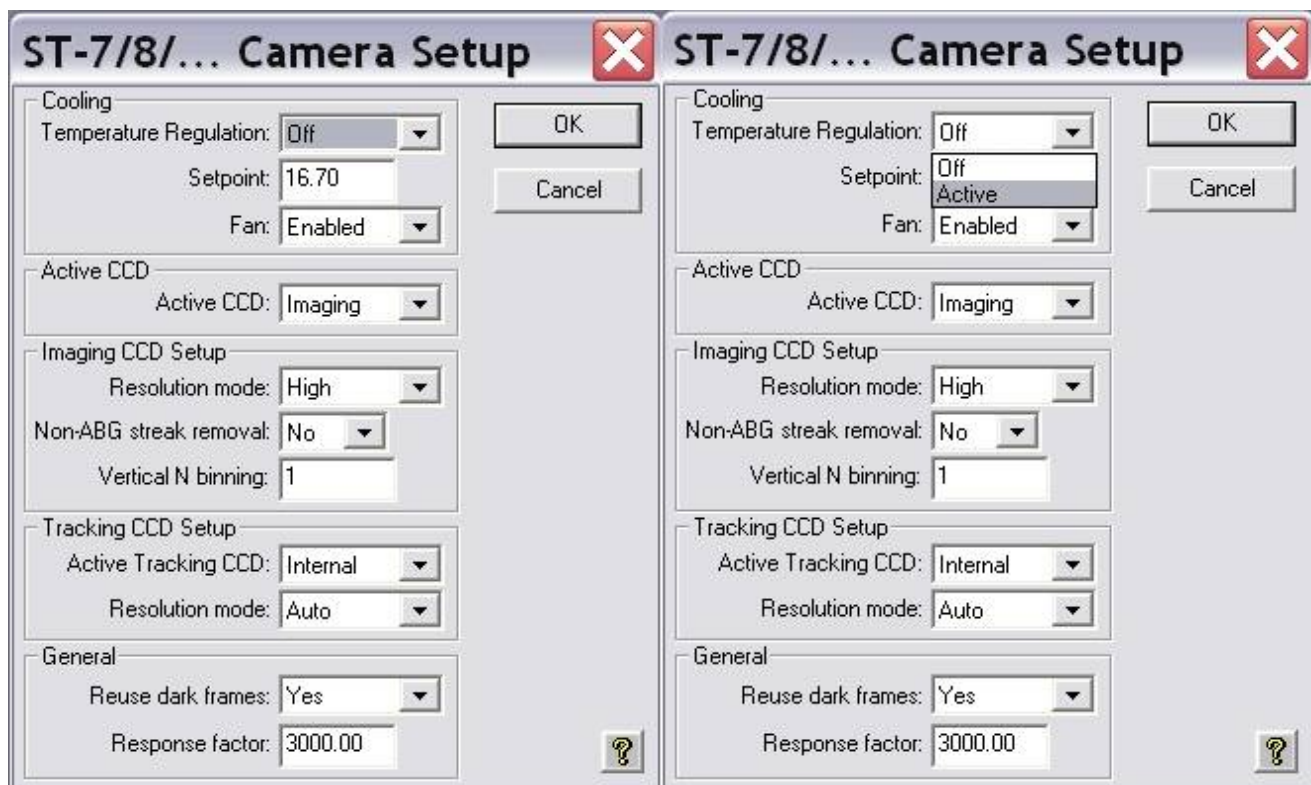 ST-7/8/... Camera Setup
Cooling
Temperature Regulation: Off
OK
Setpoint: 16.70
Cancel
Fan: Enabled
Active CCD
Active CCD: Imaging
Imaging CCD Setup
Resolution mode: High
Non-ABG streak removal: No
Vertical N binning: 1
Tracking CCD Setup
Active Tracking CCD: Internal
Resolution mode: Auto
General
Reuse dark frames: Yes
Response factor: 3000.00
?
ST-7/8/... Camera Setup
Cooling
Temperature Regulation: Off
OK
Off
Setpoint:
Active
Cancel
Fan: Enabled
Active CCD
Active CCD: Imaging
Imaging CCD Setup
Resolution mode: High
Non-ABG streak removal: No
Vertical N binning: 1
Tracking CCD Setup
Active Tracking CCD: Internal
Resolution mode: Auto
General
Reuse dark frames: Yes
Response factor: 3000.00
?